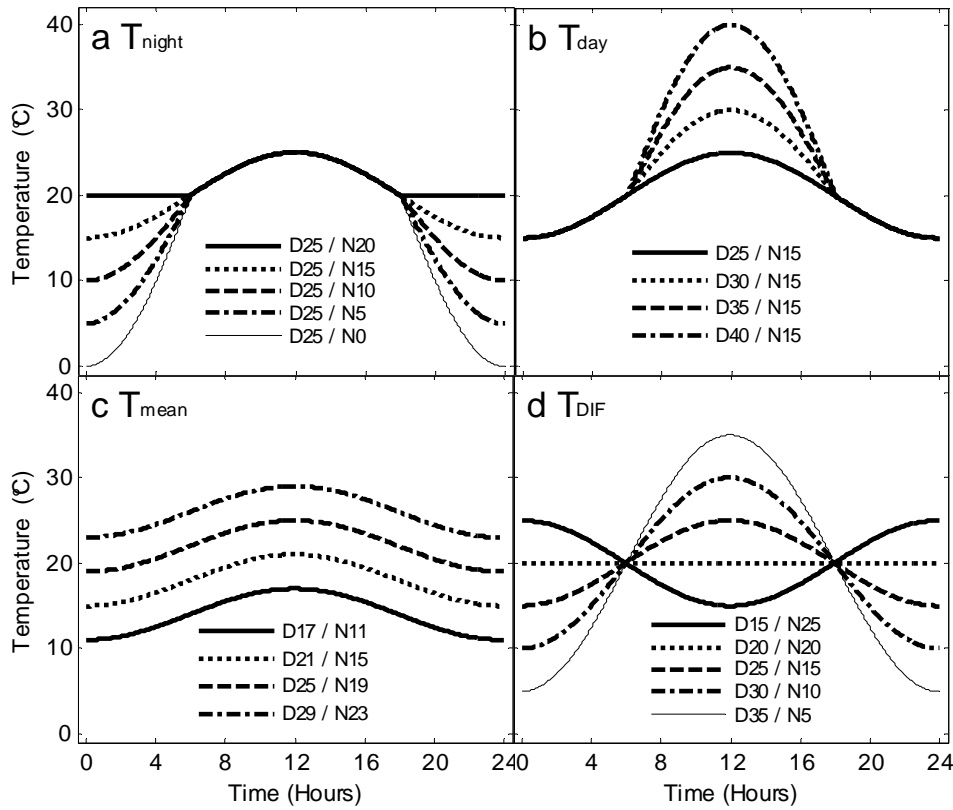 a Tnight
b Tday
40
30
20
10
0
Temperature (°C)
D25 / N20
D25 / N15
D25 / N10
D25 / N5
D25 / N0
D25 / N15
D30 / N15
D35 / N15
D40 / N15
c Tmean
d TDIF
40
30
20
10
0
Temperature (°C)
D17 / N11
D21 / N15
D25 / N19
D29 / N23
D15 / N25
D20 / N20
D25 / N15
D30 / N10
D35 / N5
0 4 8 12 16 20 24
0 4 8 12 16 20 24
Time (Hours)
Time (Hours)